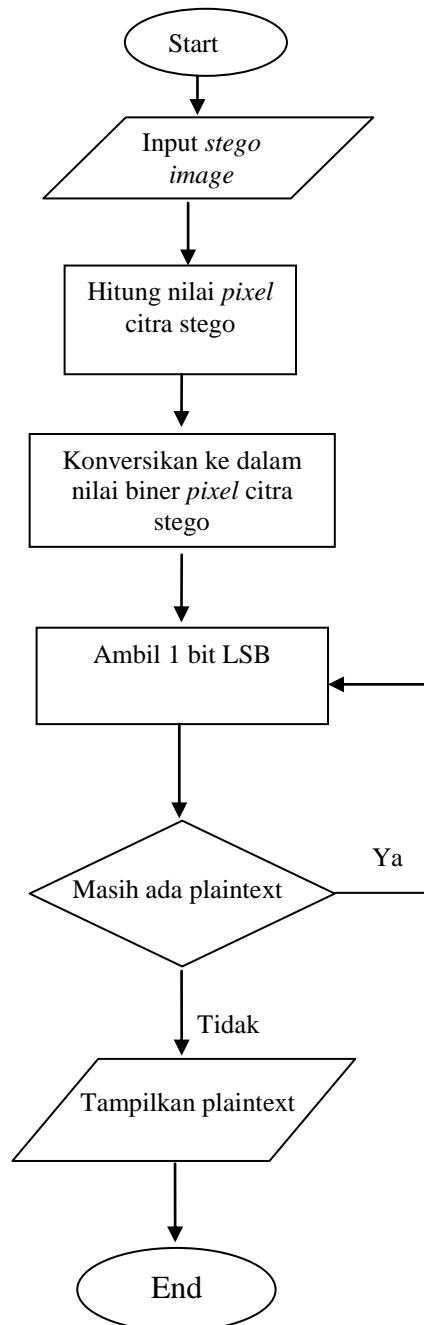 Start
Input stego
image
Hitung nilai pixel
citra stego
Konversikan ke dalam
nilai biner pixel citra
stego
Ambil 1 bit LSB
Ya
Masih ada plaintext
Tidak
Tampilkan plaintext
End